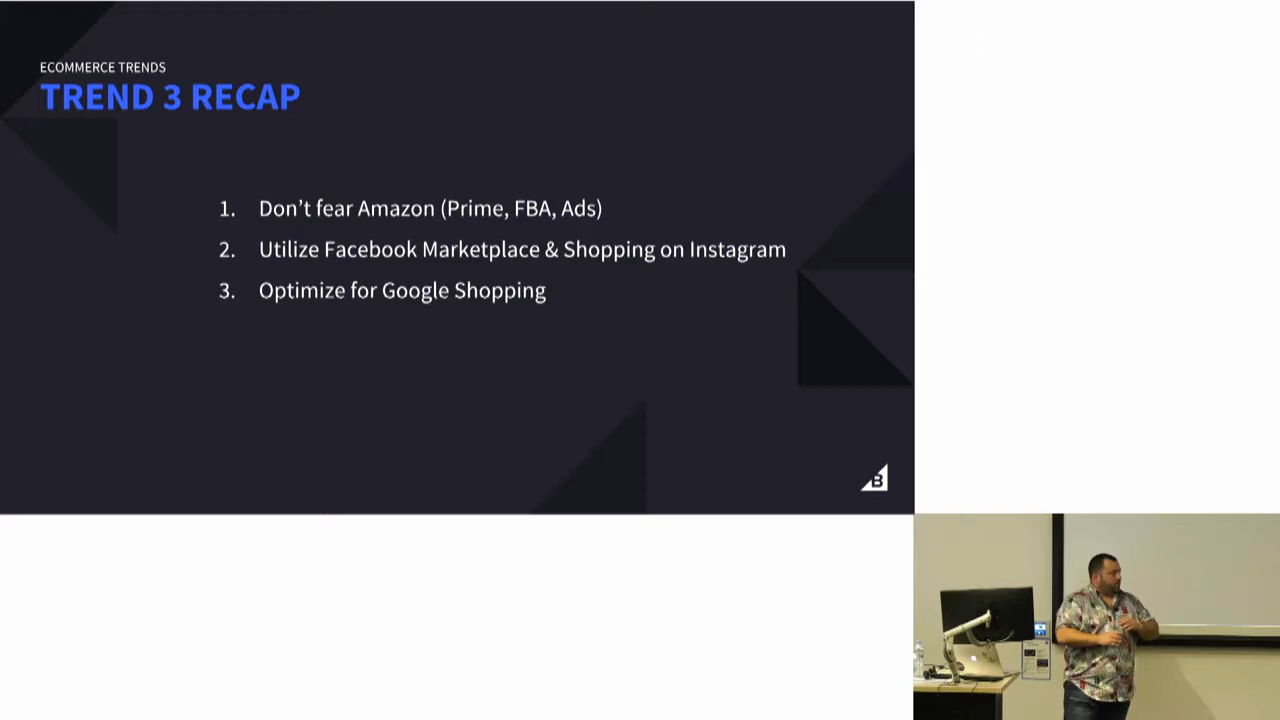 ECOMMERCE TRENDS
TREND 3 RECAP
1. Don’t fear Amazon (Prime, FBA, Ads)
2. Utilize Facebook Marketplace & Shopping on Instagram
3. Optimize for Google Shopping
B